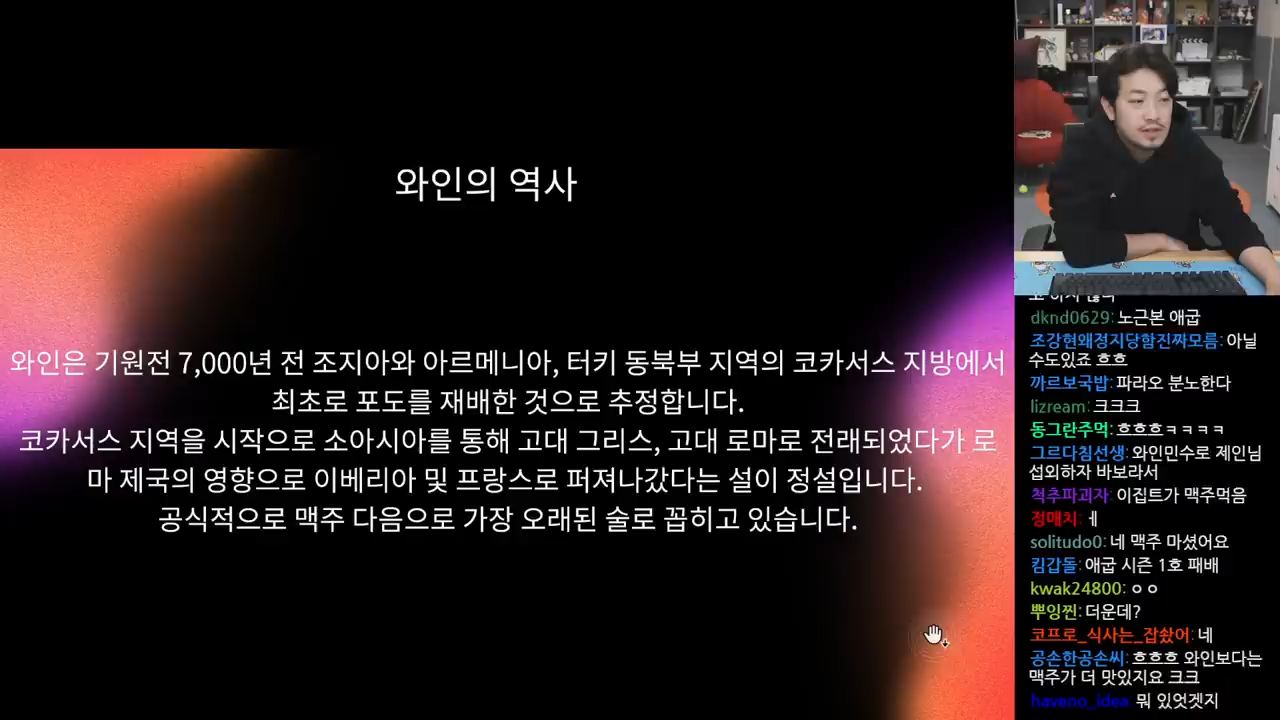 와인의 역사
와인은 기원전 7,000년 전 조지아와 아르메니아, 터키 동북부 지역의 코카서스 지방에서
최초로 포도를 재배한 것으로 추정합니다.
코카서스 지역을 시작으로 소아시아를 통해 고대 그리스, 고대 로마로 전래되었다가 로
마 제국의 영향으로 이베리아 및 프랑스로 퍼져나갔다는 설이 정설입니다.
공식적으로 맥주 다음으로 가장 오래된 술로 꼽히고 있습니다.
dknd0629: 노근본 애굽
조강현왜정지당함진짜모름: 아닐
수도있죠 흐흐
까르보국밥: 파라오 분노한다
lizream: 크크크
동그란주먹: 흐흐흐ㅋㅋㅋㅋ
그르다침선생: 와인민수로 제인님
섭외하자 바보라서
척추파괴자: 이집트가 맥주먹음
정매치: ㅔ
solitudo0: 네 맥주 마셨어요
킴갑돌: 애굽 시즌 1호 패배
kwak24800: ㅇㅇ
뿌잉찐: 더운데?
코프로_식사는_잡솼어: 네
공손한공손씨: 흐흐흐 와인보다는
맥주가 더 맛있지요 크크
haveno_idea: 뭐 있엇겟지